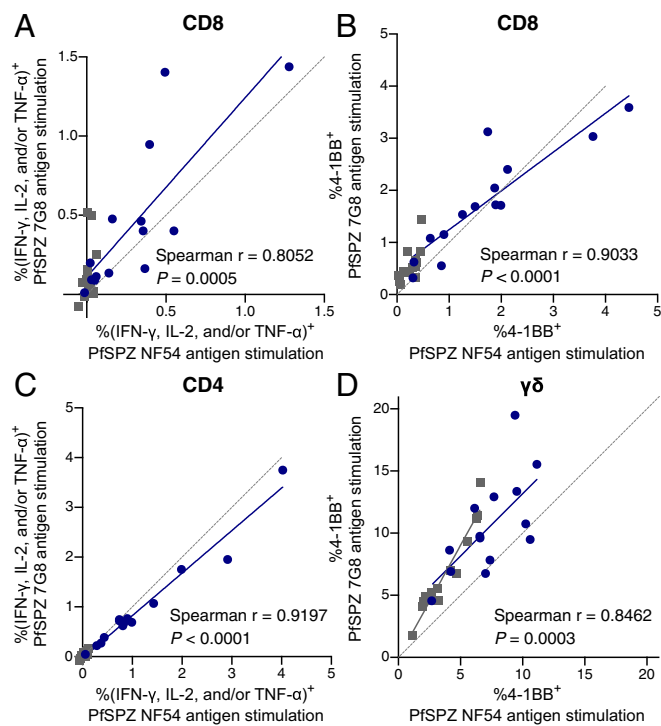 A
CD8
%(IFN-γ, IL-2, and/or TNF-α)+
PfSPZ 7G8 antigen stimulation
1.5
1.0
0.5
0.5
1.0
1.5
Spearman r = 0.8052
P = 0.0005
%(IFN-γ, IL-2, and/or TNF-α)+
PfSPZ NF54 antigen stimulation
B
CD8
%4-1BB+
PfSPZ 7G8 antigen stimulation
5
4
3
2
1
0
0
1
2
3
4
5
Spearman r = 0.9033
P < 0.0001
%4-1BB+
PfSPZ NF54 antigen stimulation
C
CD4
%(IFN-γ, IL-2, and/or TNF-α)+
PfSPZ 7G8 antigen stimulation
5
4
3
2
1
0
0
1
2
3
4
5
Spearman r = 0.9197
P < 0.0001
%(IFN-γ, IL-2, and/or TNF-α)+
PfSPZ NF54 antigen stimulation
D
γδ
%4-1BB+
PfSPZ 7G8 antigen stimulation
20
15
10
5
0
0
5
10
15
20
Spearman r = 0.8462
P = 0.0003
%4-1BB+
PfSPZ NF54 antigen stimulation